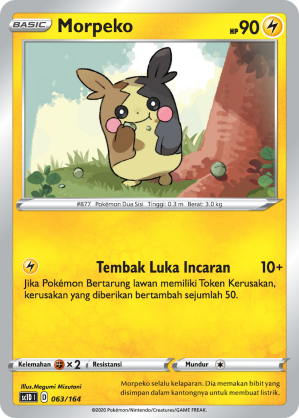 BASIC Morpeko HP 90
#877 Pokémon Dua Sisi Tinggi: 0.3 m Berat: 3.0 kg
Tembak Luka Incaran 10+
Jika Pokémon Bertarung lawan memiliki Token Kerusakan,
kerusakan yang diberikan bertambah sejumlah 50.
Kelemahan ×2 Resistansi Mundur
Illus. Megumi Mizutani
sc1D I D 063/164
Morpeko selalu kelaparan. Dia memakan bibit yang
disimpan dalam kantongnya untuk membuat listrik.
©2020 Pokémon/Nintendo/Creatures/GAME FREAK.